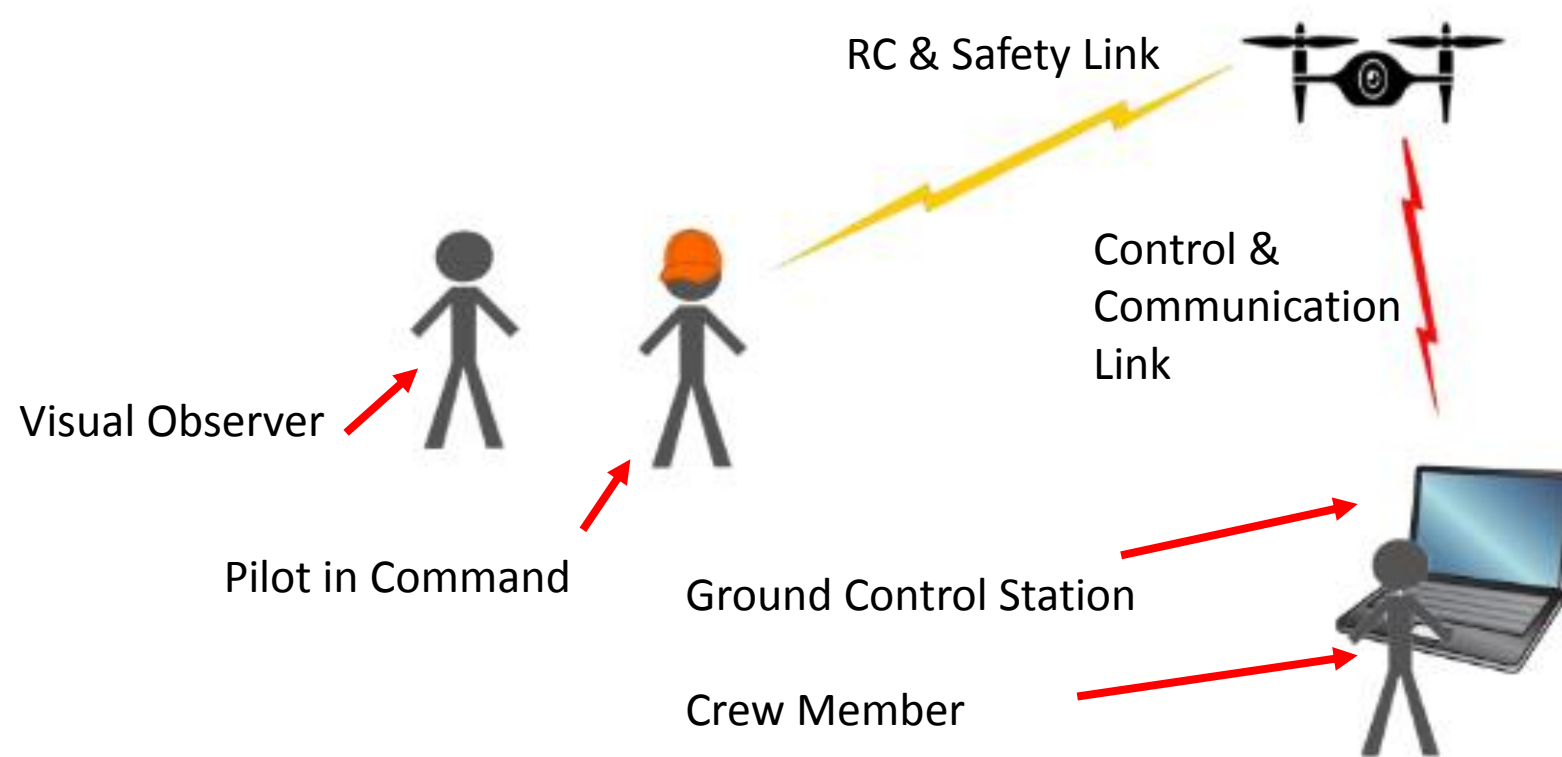 RC & Safety Link
Control &
Communication
Link
Visual Observer
Pilot in Command
Ground Control Station
Crew Member